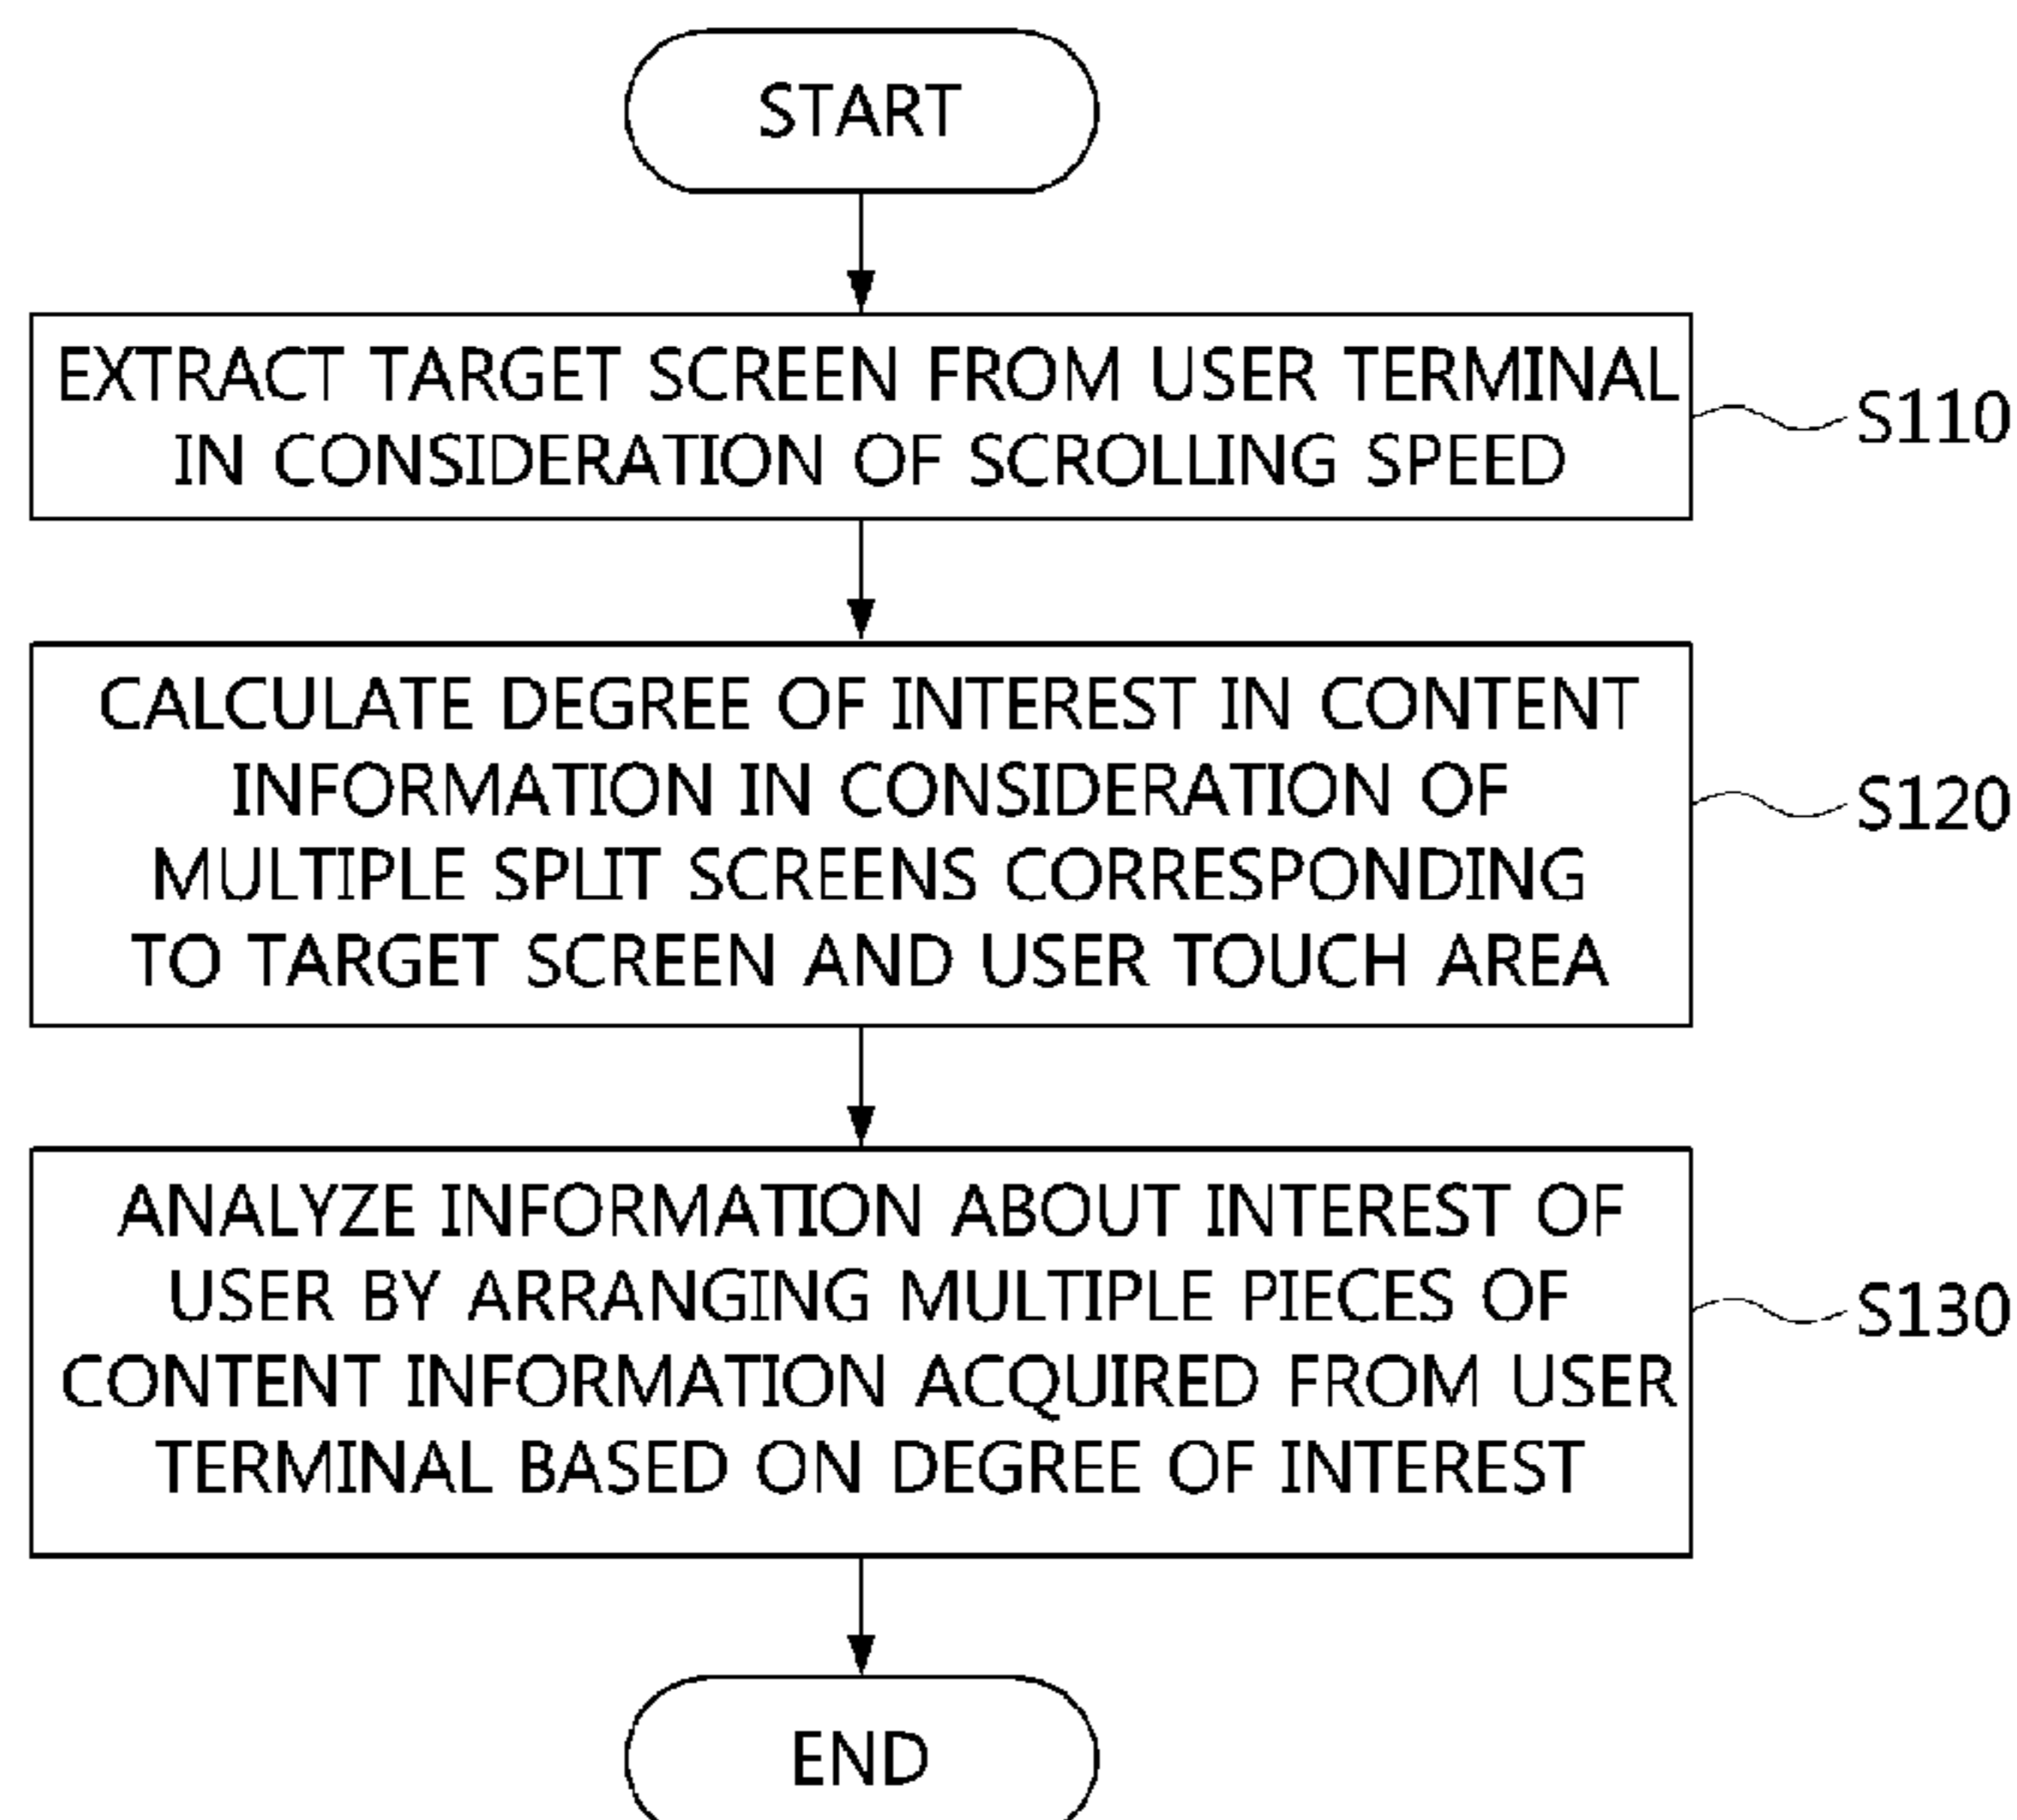 START
EXTRACT TARGET SCREEN FROM USER TERMINAL
IN CONSIDERATION OF SCROLLING SPEED
S110
CALCULATE DEGREE OF INTEREST IN CONTENT
INFORMATION IN CONSIDERATION OF
MULTIPLE SPLIT SCREENS CORRESPONDING
TO TARGET SCREEN AND USER TOUCH AREA
S120
ANALYZE INFORMATION ABOUT INTEREST OF
USER BY ARRANGING MULTIPLE PIECES OF
CONTENT INFORMATION ACQUIRED FROM USER
TERMINAL BASED ON DEGREE OF INTEREST
S130
END